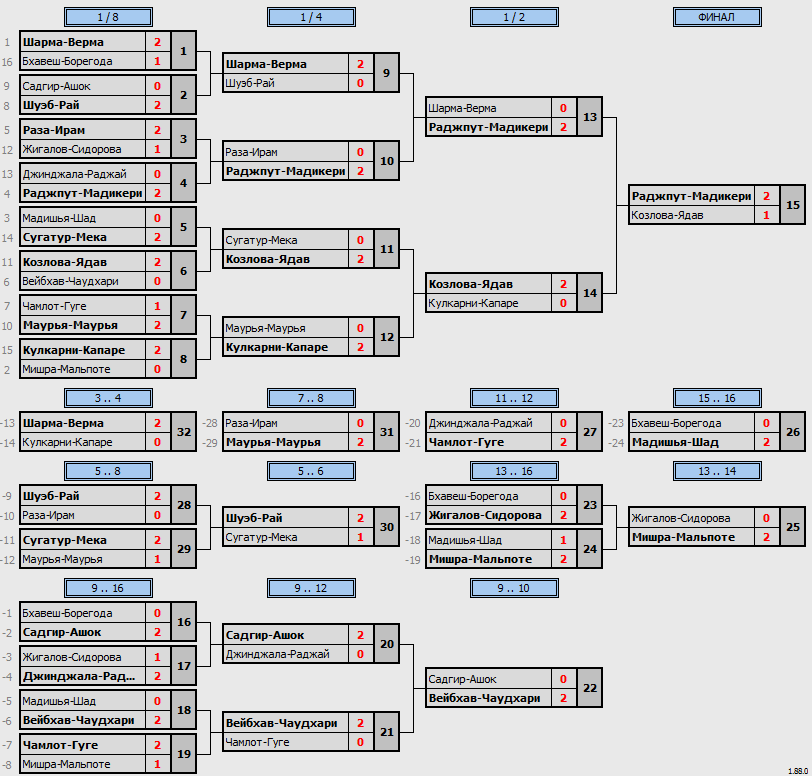 1 / 8 1 / 4 1 / 2 ФИНАЛ
1 Шарма-Верма 2 1
16 Бхавеш-Борегода 1
Шарма-Верма 2 9
Шуэб-Рай 0
9 Садгир-Ашок 0 2
8 Шуэб-Рай 2
Шарма-Верма 0 13
Раджпут-Мадикери 2
5 Раза-Ирам 2 3
12 Жигалов-Сидорова 1
Раза-Ирам 0 10
Раджпут-Мадикери 2
13 Джинджала-Раджай 0 4
4 Раджпут-Мадикери 2
Раджпут-Мадикери 2 15
Козлова-Ядав 1
3 Мадишья-Шад 0 5
14 Сугатур-Мека 2
Сугатур-Мека 0 11
Козлова-Ядав 2
11 Козлова-Ядав 2 6
6 Вейбхав-Чаудхари 0
Козлова-Ядав 2 14
Кулкарни-Капаре 0
7 Чамлот-Гуге 1 7
10 Маурья-Маурья 2
Маурья-Маурья 0 12
Кулкарни-Капаре 2
15 Кулкарни-Капаре 2 8
2 Мишра-Мальпоте 0
3 .. 4 7 .. 8 11 .. 12 15 .. 16
-13 Шарма-Верма 2 32
-14 Кулкарни-Капаре 0
-28 Раза-Ирам 0 31
-29 Маурья-Маурья 2
-20 Джинджала-Раджай 0 27
-21 Чамлот-Гуге 2
-23 Бхавеш-Борегода 0 26
-24 Мадишья-Шад 2
5 .. 8 5 .. 6 13 .. 16 13 .. 14
-9 Шуэб-Рай 2 28
-10 Раза-Ирам 0
-11 Сугатур-Мека 2 29
-12 Маурья-Маурья 1
Шуэб-Рай 2 30
Сугатур-Мека 1
-16 Бхавеш-Борегода 0 23
-17 Жигалов-Сидорова 2
-18 Мадишья-Шад 1 24
-19 Мишра-Мальпоте 2
Жигалов-Сидорова 0 25
Мишра-Мальпоте 2
9 .. 16 9 .. 12 9 .. 10
-1 Бхавеш-Борегода 0 16
-2 Садгир-Ашок 2
Садгир-Ашок 2 20
Джинджала-Раджай 0
-3 Жигалов-Сидорова 1 17
-4 Джинджала-Рад... 2
Садгир-Ашок 0 22
Вейбхав-Чаудхари 2
-5 Мадишья-Шад 0 18
-6 Вейбхав-Чаудхари 2
Вейбхав-Чаудхари 2 21
Чамлот-Гуге 0
-7 Чамлот-Гуге 2 19
-8 Мишра-Мальпоте 1
1.88.0